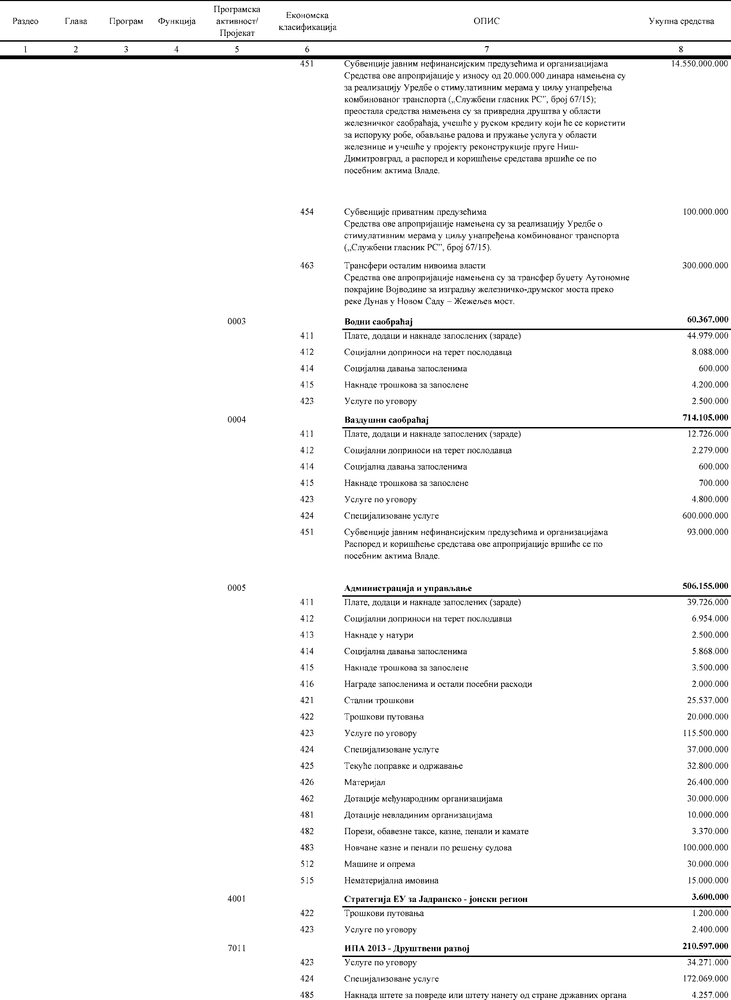 Раздео Глава Програм Функција Програмска активност/ Пројекат Економска класификација ОПИС Укупна средства
1 2 3 4 5 6 7 8
451 Субвенције јавним нефинансијским предузећима и организацијама 14.550.000.000
Средства ове апропријације у износу од 20.000.000 динара намењена су
за реализацију Уредбе о стимулативним мерама у циљу унапређења
комбинованог транспорта („Службени гласник РС”, број 67/15);
преостала средства намењена су за привредна друштва у области
железничког саобраћаја, учешће у руском кредиту који ће се користити
за испоруку робе, обављање радова и пружање услуга у области
железнице и учешће у пројекту реконструкције пруге Ниш-
Димитровград, а распоред и коришћење средстава вршиће се по
посебним актима Владе.
454 Субвенције приватним предузећима 100.000.000
Средства ове апропријације намењена су за реализацију Уредбе о
стимулативним мерама у циљу унапређења комбинованог транспорта
(„Службени гласник РС”, број 67/15).
463 Трансфери осталим нивоима власти 300.000.000
Средства ове апропријације намењена су за трансфер буџету Аутономне
покрајине Војводине за изградњу железничко-друмског моста преко
реке Дунав у Новом Саду – Жежељев мост.
0003 Водни саобраћај 60.367.000
411 Плате, додаци и накнаде запослених (зараде) 44.979.000
412 Социјални доприноси на терет послодавца 8.088.000
414 Социјална давања запосленима 600.000
415 Накнаде трошкова за запослене 4.200.000
423 Услуге по уговору 2.500.000
0004 Ваздушни саобраћај 714.105.000
411 Плате, додаци и накнаде запослених (зараде) 12.726.000
412 Социјални доприноси на терет послодавца 2.279.000
414 Социјална давања запосленима 600.000
415 Накнаде трошкова за запослене 700.000
423 Услуге по уговору 4.800.000
424 Специјализоване услуге 600.000.000
451 Субвенције јавним нефинансијским предузећима и организацијама 93.000.000
Распоред и коришћење средстава ове апропријације вршиће се по
посебним актима Владе.
0005 Администрација и управљање 506.155.000
411 Плате, додаци и накнаде запослених (зараде) 39.726.000
412 Социјални доприноси на терет послодавца 6.954.000
413 Накнаде у натури 2.500.000
414 Социјална давања запосленима 5.868.000
415 Накнаде трошкова за запослене 3.500.000
416 Награде запосленима и остали посебни расходи 2.000.000
421 Стални трошкови 25.537.000
422 Трошкови путовања 20.000.000
423 Услуге по уговору 115.500.000
424 Специјализоване услуге 37.000.000
425 Текуће поправке и одржавање 32.800.000
426 Материјал 26.400.000
462 Дотације међународним организацијама 30.000.000
481 Дотације невладиним организацијама 10.000.000
482 Порези, обавезне таксе, казне, пенали и камате 3.370.000
483 Новчане казне и пенали по решењу судова 100.000.000
512 Машине и опрема 30.000.000
515 Нематеријална имовина 15.000.000
4001 Стратегија ЕУ за Јадранско - јонски регион 3.600.000
422 Трошкови путовања 1.200.000
423 Услуге по уговору 2.400.000
7011 ИПА 2013 - Друштвени развој 210.597.000
423 Услуге по уговору 34.271.000
424 Специјализоване услуге 172.069.000
485 Накнада штете за повреде или штету нанету од стране државних органа 4.257.000